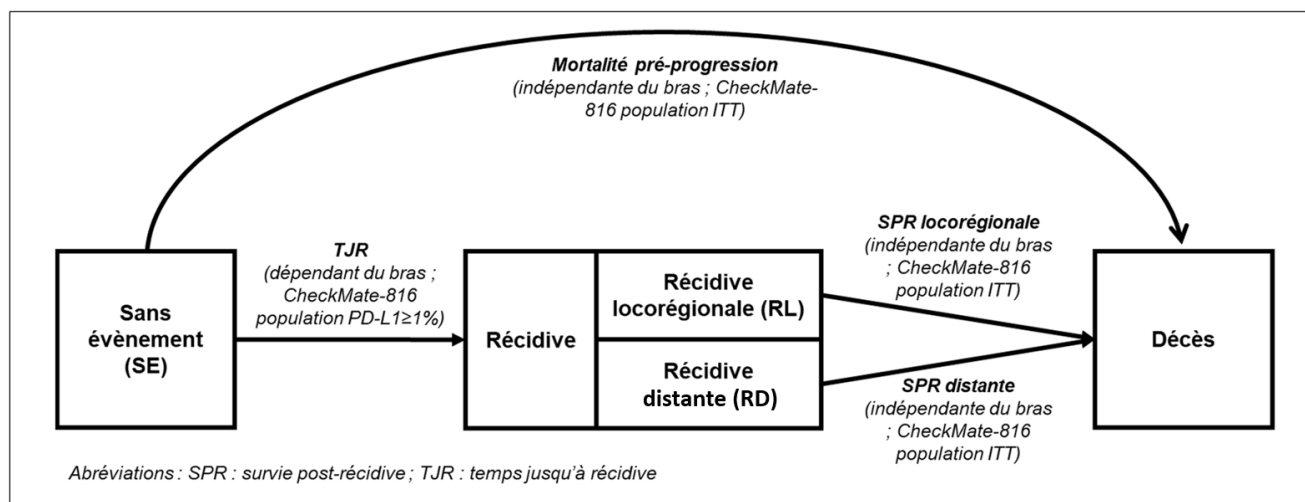 Mortalité pré-progression
(indépendante du bras ; CheckMate-
816 population ITT)
TJR
(dépendant du bras ;
CheckMate-816
population PD-L1≥1%)
SPR locorégionale
(indépendante du bras
; CheckMate-816
population ITT)
Sans
évènement
(SE)
Récidive
Récidive
locorégionale (RL)
Récidive
distante (RD)
Décès
SPR distante
(indépendante du bras
; CheckMate-816
population ITT)
Abréviations : SPR : survie post-récidive ; TJR : temps jusqu'à récidive